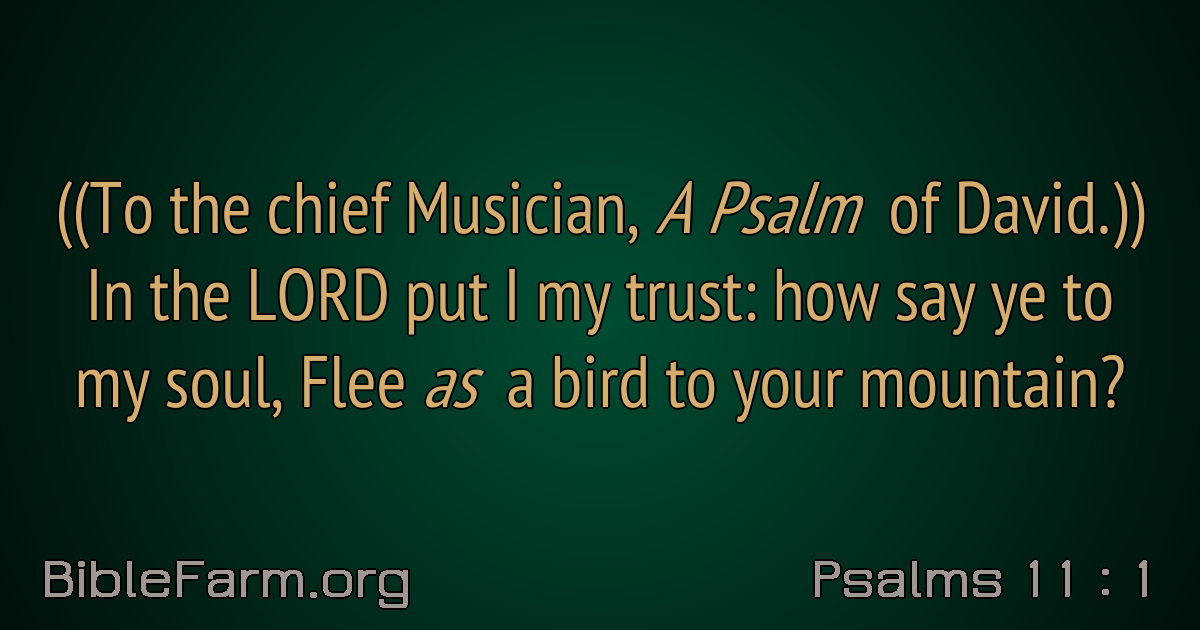 ((To the chief Musician, A Psalm of David.))
In the LORD put I my trust: how say ye to
my soul, Flee as a bird to your mountain?
BibleFarm.org
Psalms 11 : 1